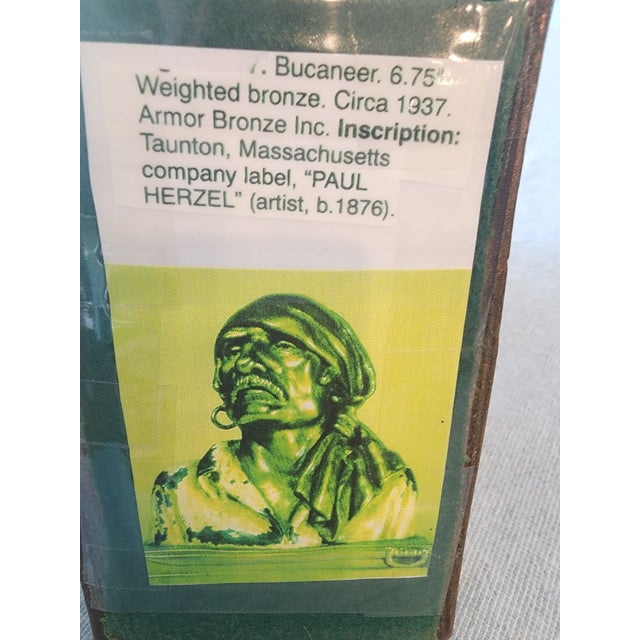 Bucaneer. 6.75"
Weighted bronze. Circa 1937.
Armor Bronze Inc. Inscription:
Taunton, Massachusetts
company label, "PAUL
HERZEL" (artist, b.1876).